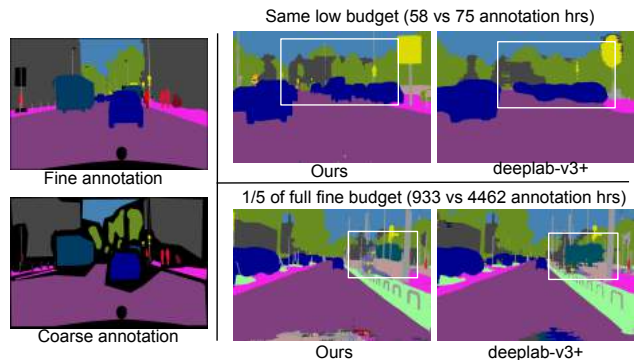 Same low budget (58 vs 75 annotation hrs)
Fine annotation
Ours
deeplab-v3+
1/5 of full fine budget (933 vs 4462 annotation hrs)
Coarse annotation
Ours
deeplab-v3+